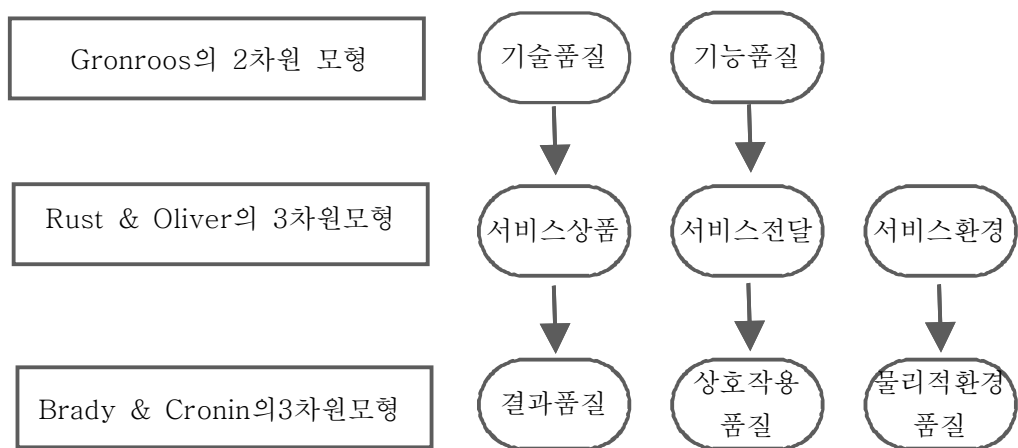 Gronroos의 2차원 모형
기술품질
기능품질
Rust & Oliver의 3차원모형
서비스상품
서비스전달
서비스환경
Brady & Cronin의3차원모형
결과품질
상호작용
품질
물리적환경
품질